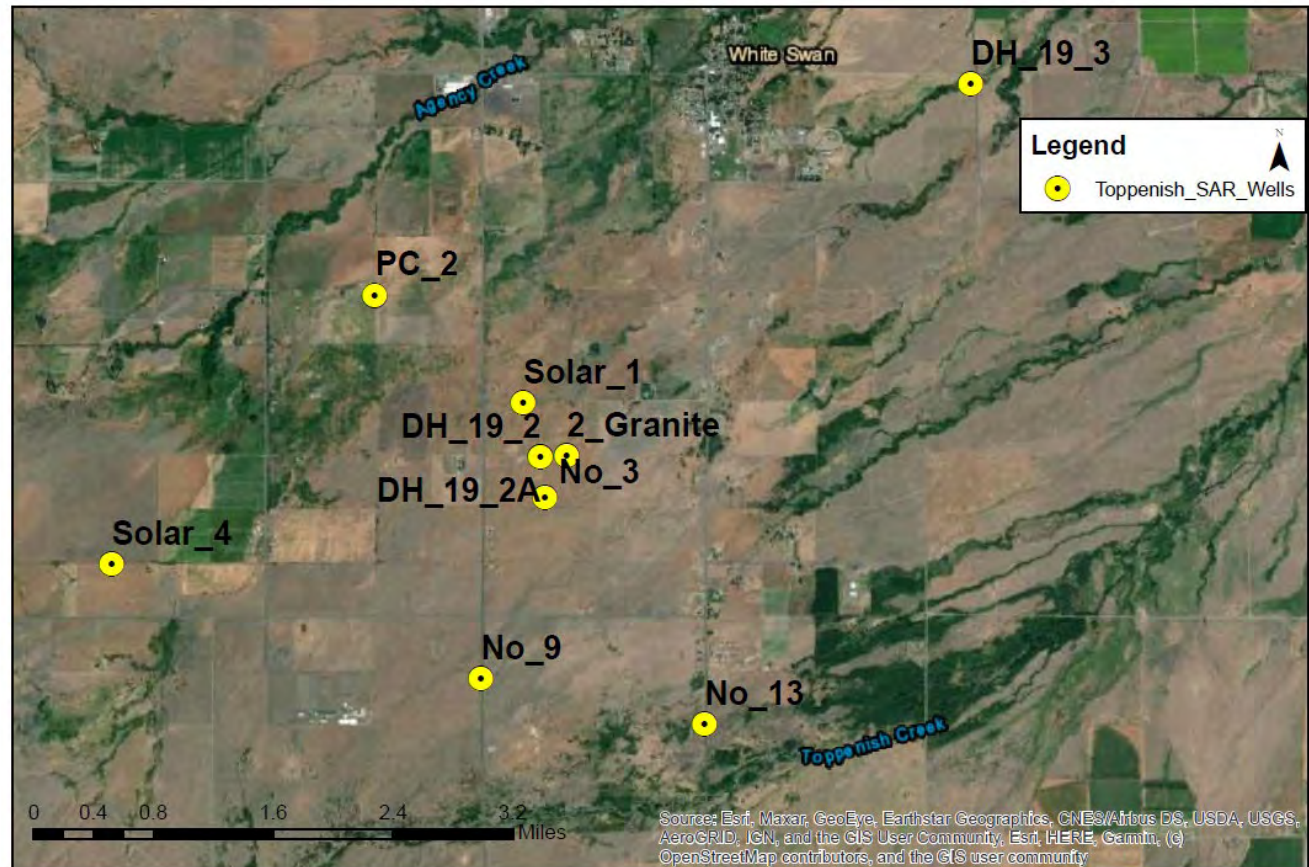 White Swan
DH_19_3
Agency Creek
Legend
N
Toppenish_SAR_Wells
PC_2
Solar_1
DH_19_2
2_Granite
No_3
DH_19_2A
Solar_4
No_9
No_13
Toppenish Creek
0 0.4 0.8 1.6 2.4 3.2
Miles
Source: Esri, Maxar, GeoEye, Earthstar Geographics, CNES/Airbus DS, USDA, USGS,
AeroGRID, IGN, and the GIS User Community, Esri, HERE, Garmin, (c)
OpenStreetMap contributors, and the GIS user community